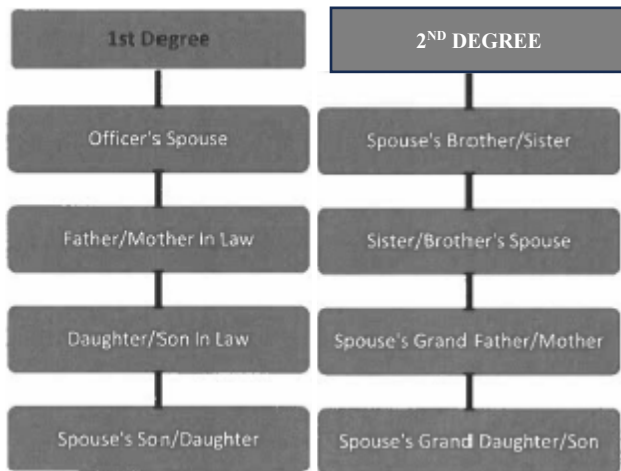 1st Degree
Officer's Spouse
Father/Mother In Law
Daughter/Son In Law
Spouse's Son/Daughter
2ND DEGREE
Spouse's Brother/Sister
Sister/Brother's Spouse
Spouse's Grand Father/Mother
Spouse's Grand Daughter/Son